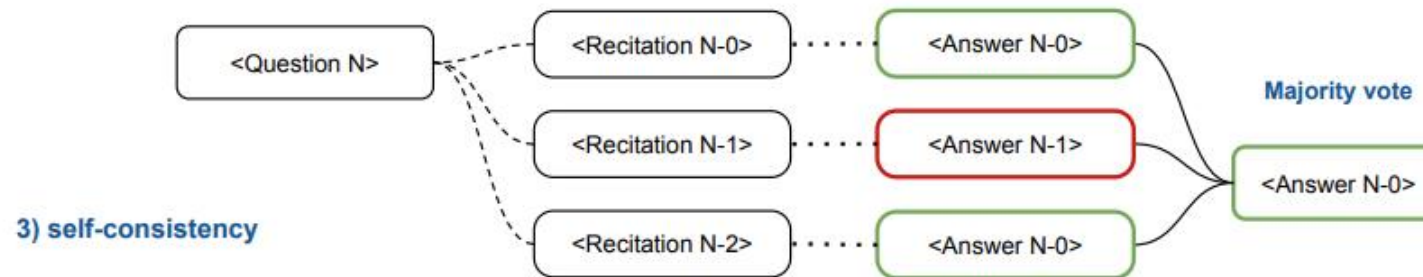 <Question N>
<Recitation N-0>
<Answer N-0>
Majority vote
<Recitation N-1>
<Answer N-1>
<Answer N-0>
3) self-consistency
<Recitation N-2>
<Answer N-0>